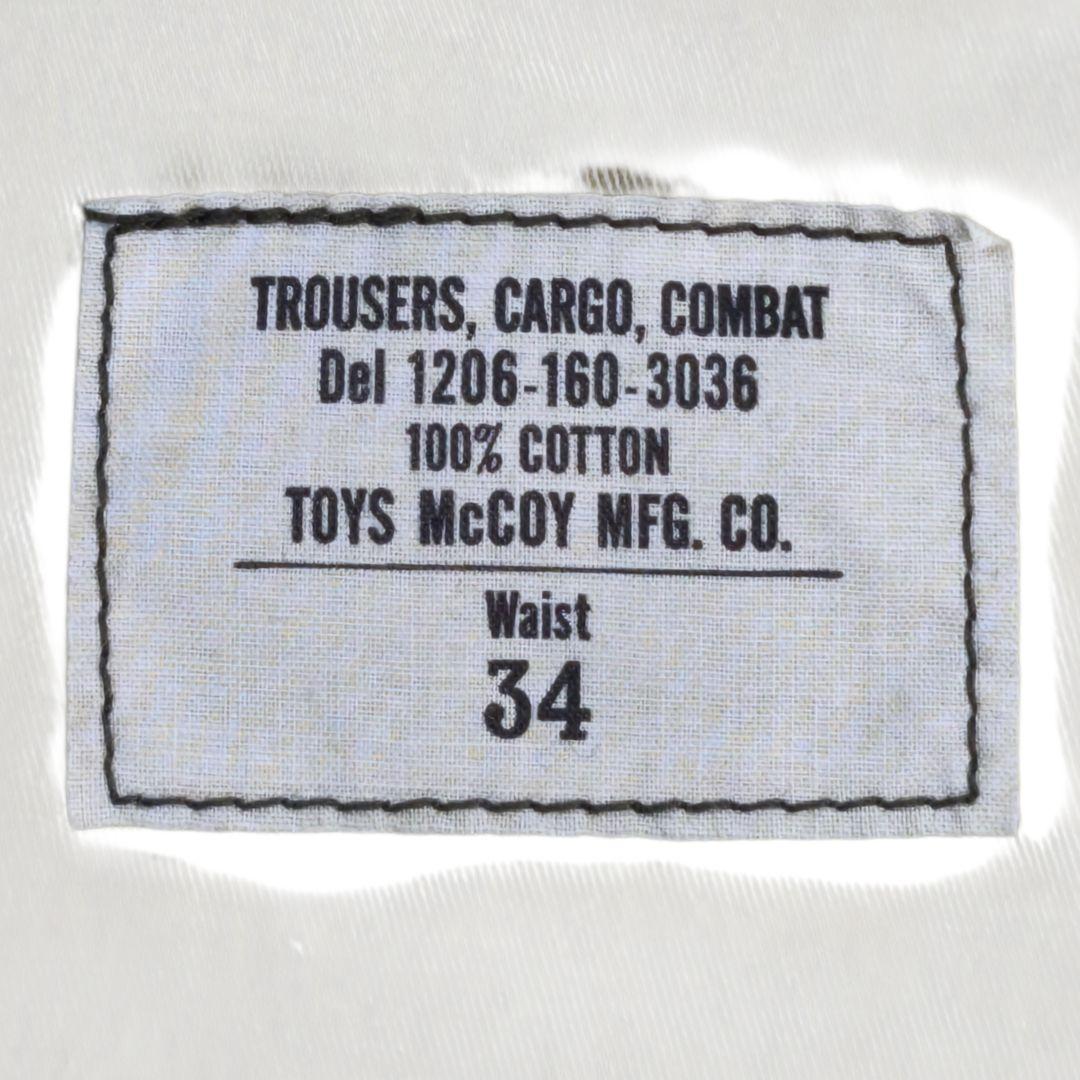 TROUSERS, CARGO, COMBAT
Del 1206-160-3036
100% COTTON
TOYS McCOY MFG. CO.
Waist
34